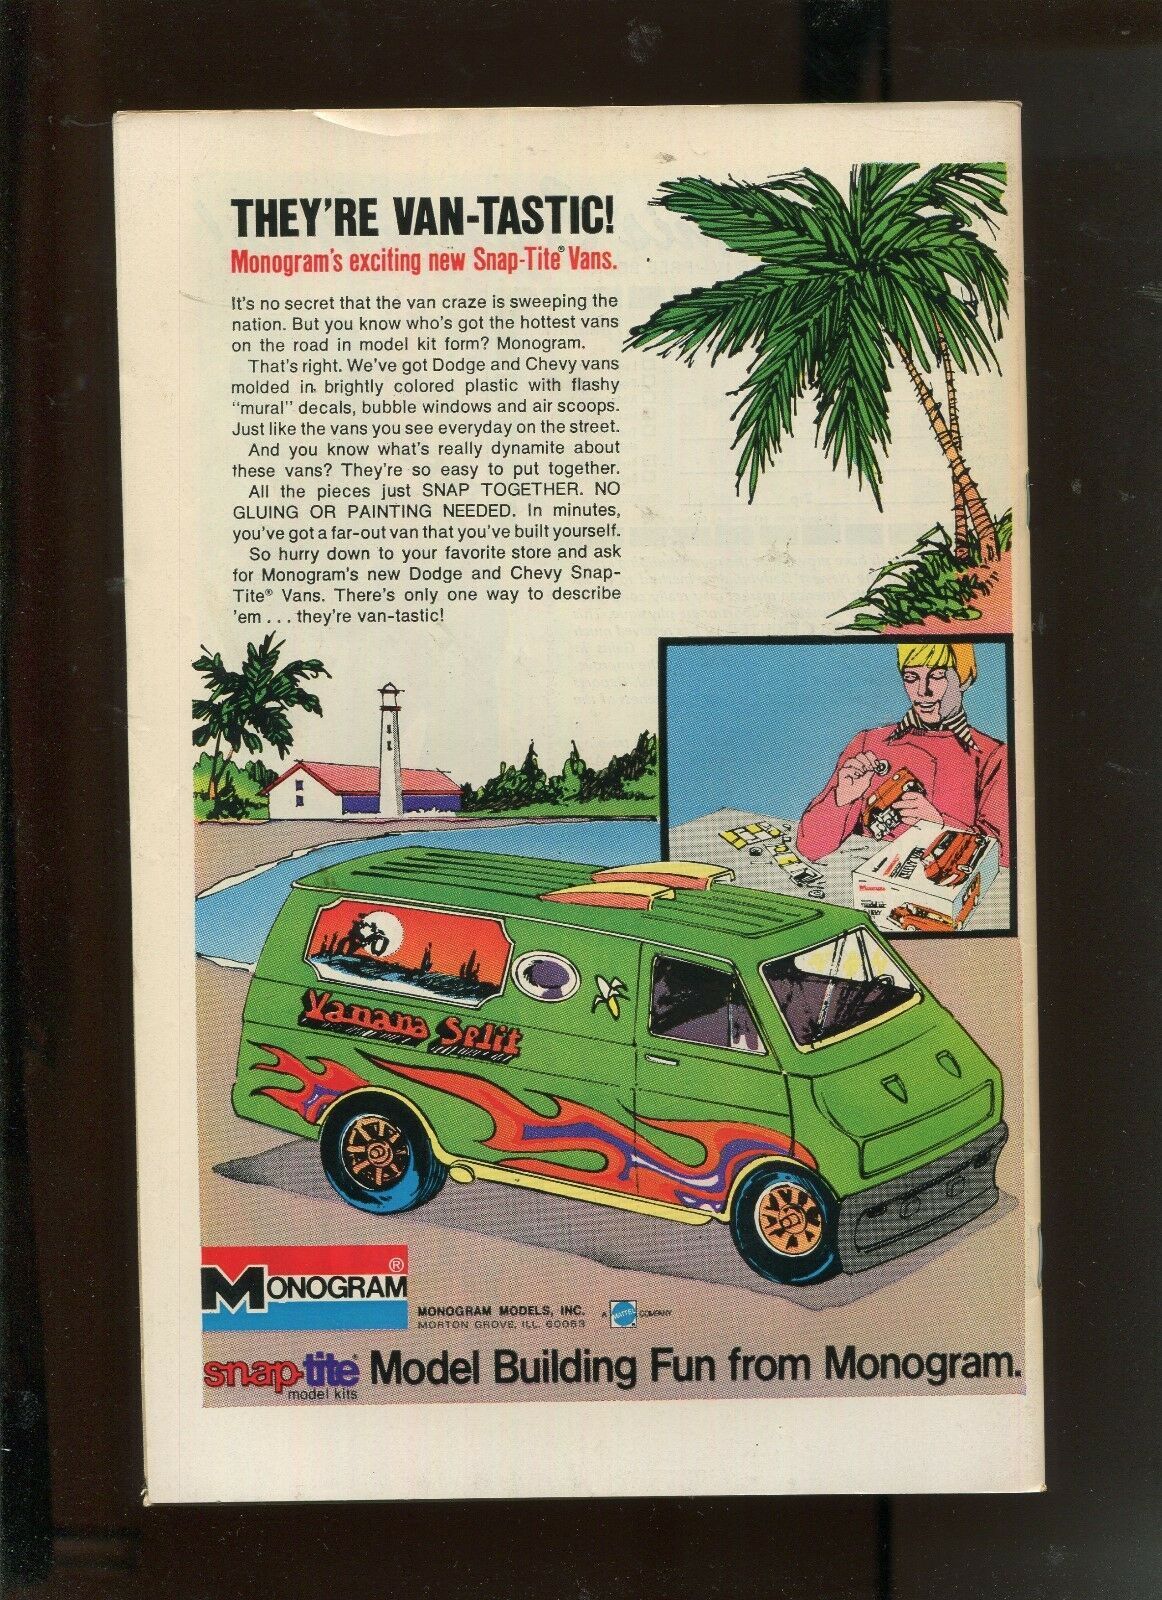 THEY'RE VAN-TASTIC!
Monogram's exciting new Snap-Tite® Vans.
It's no secret that the van craze is sweeping the
nation. But you know who's got the hottest vans
on the road in model kit form? Monogram.
That's right. We've got Dodge and Chevy vans
molded in brightly colored plastic with flashy
"mural" decals, bubble windows and air scoops.
Just like the vans you see everyday on the street.
And you know what's really dynamite about
these vans? They're so easy to put together.
All the pieces just SNAP TOGETHER. NO
GLUING OR PAINTING NEEDED. In minutes,
you've got a far-out van that you've built yourself.
So hurry down to your favorite store and ask
for Monogram's new Dodge and Chevy Snap-
Tite® Vans. There's only one way to describe
'em . . . they're van-tastic!
Vanana Split
MONOGRAM®
MONOGRAM MODELS, INC.
MORTON GROVE, ILL. 60053
A MATTEL COMPANY
snap-tite®
model kits
Model Building Fun from Monogram.